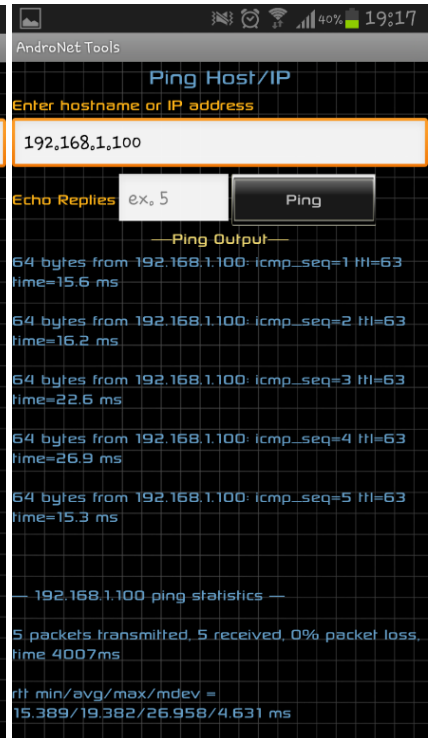 40% 19:17
AndroNet Tools
Ping Host/IP
Enter hostname or IP address
192.168.1.100
Echo Replies ex. 5 Ping
—Ping Output—
64 bytes from 192.168.1.100: icmp_seq=1 ttl=63
time=15.6 ms
64 bytes from 192.168.1.100: icmp_seq=2 ttl=63
time=16.2 ms
64 bytes from 192.168.1.100: icmp_seq=3 ttl=63
time=22.6 ms
64 bytes from 192.168.1.100: icmp_seq=4 ttl=63
time=26.9 ms
64 bytes from 192.168.1.100: icmp_seq=5 ttl=63
time=15.3 ms
— 192.168.1.100 ping statistics —
5 packets transmitted, 5 received, 0% packet loss,
time 4007ms
rtt min/avg/max/mdev =
15.389/19.382/26.958/4.631 ms